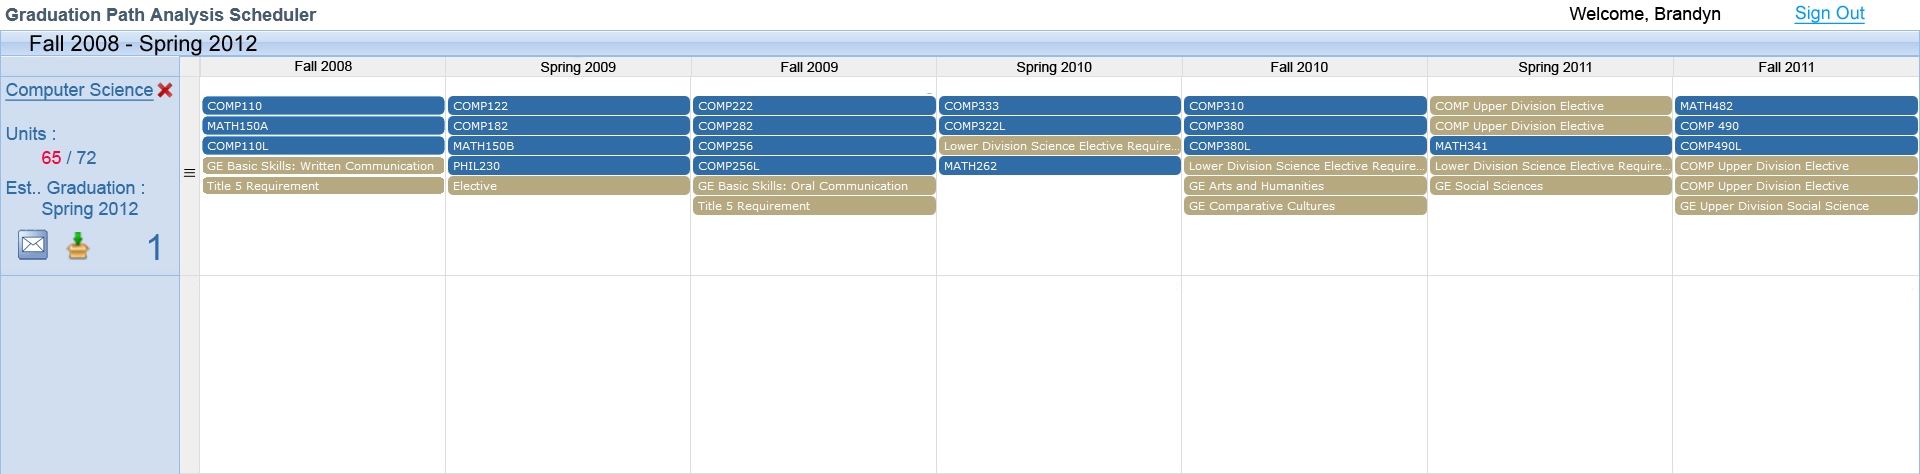 Graduation Path Analysis Scheduler
Welcome, Brandyn
Sign Out
Fall 2008 - Spring 2012
Computer Science
Units :
65 / 72
Est.. Graduation :
Spring 2012
1
Fall 2008
COMP110
MATH150A
COMP110L
GE Basic Skills: Written Communication
Title 5 Requirement
Spring 2009
COMP122
COMP182
MATH150B
PHIL230
Elective
Fall 2009
COMP222
COMP282
COMP256
COMP256L
GE Basic Skills: Oral Communication
Title 5 Requirement
Spring 2010
COMP333
COMP322L
Lower Division Science Elective Require...
MATH262
Fall 2010
COMP310
COMP380
COMP380L
Lower Division Science Elective Require...
GE Arts and Humanities
GE Comparative Cultures
Spring 2011
COMP Upper Division Elective
COMP Upper Division Elective
MATH341
Lower Division Science Elective Require...
GE Social Sciences
Fall 2011
MATH482
COMP 490
COMP490L
COMP Upper Division Elective
COMP Upper Division Elective
GE Upper Division Social Science